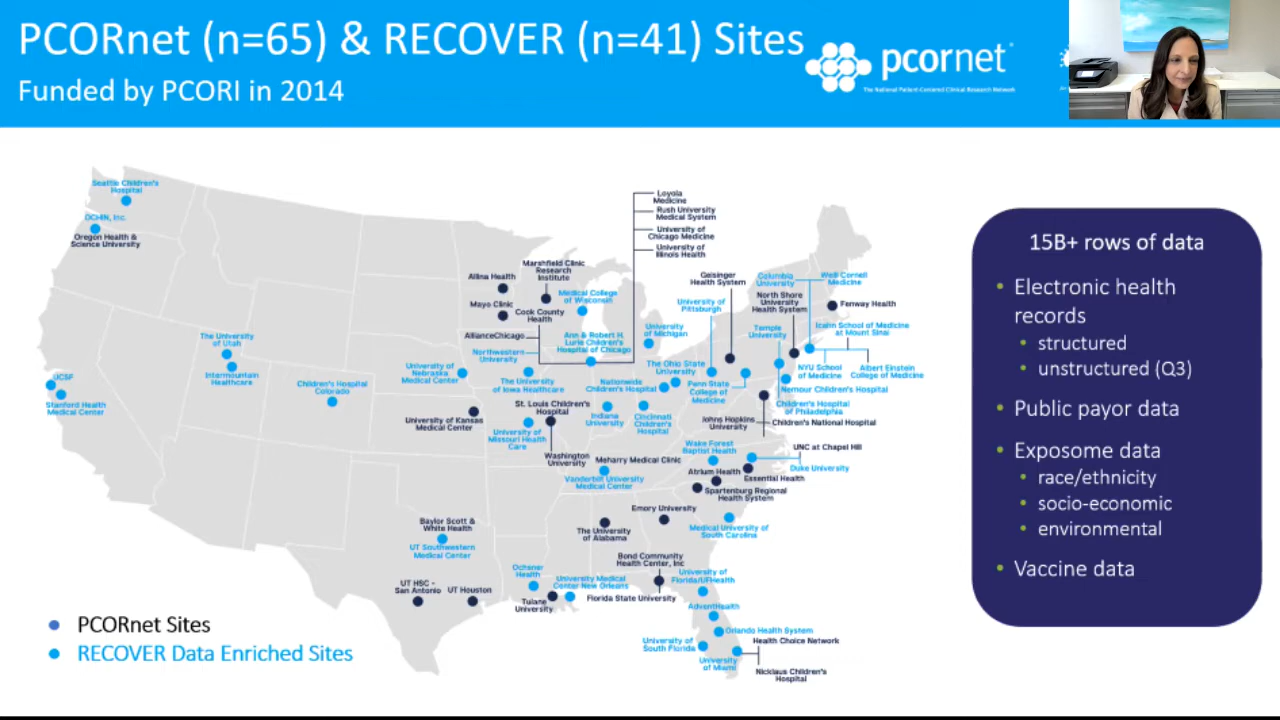 PCORnet (n=65) & RECOVER (n=41) Sites
Funded by PCORI in 2014
pcornet
The National Patient-Centered Clinical Research Network
Seattle Children's
Hospital
OCHIN, Inc.
Oregon Health &
Science University
The University
of Utah
Intermountain
Healthcare
UCSF
Stanford Health
Medical Center
Children's Hospital
Colorado
Allina Health
Mayo Clinic
Marshfield Clinic
Research
Institute
Cook County
Health
AllianceChicago
Northwestern
University
Medical College
of Wisconsin
Ann & Robert H.
Lurie Children's
Hospital of Chicago
Loyola
Medicine
Rush University
Medical System
University of
Chicago Medicine
University of
Illinois Health
University of
Michigan
University of
Pittsburgh
Geisinger
Health System
Columbia
University
Weill Cornell
Medicine
North Shore
University
Health System
Fenway Health
Temple
University
Icahn School of Medicine
at Mount Sinai
NYU School
of Medicine
Albert Einstein
College of Medicine
Nemour Children's Hospital
Children's Hospital
of Philadelphia
University of
Nebraska
Medical Center
The University
of Iowa Healthcare
Nationwide
Children's Hospital
The Ohio State
University
Penn State
College of
Medicine
University of Kansas
Medical Center
St. Louis Children's
Hospital
University of
Missouri Health
Care
Washington
University
Indiana
University
Cincinnati
Children's
Hospital
Johns Hopkins
University
Children's National Hospital
Meharry Medical Clinic
Vanderbilt University
Medical Center
Wake Forest
Baptist Health
UNC at Chapel Hill
Duke University
Atrium Health
Essential Health
Spartenburg Regional
Health System
Emory University
The University
of Alabama
Medical University of
South Carolina
Baylor Scott &
White Health
UT Southwestern
Medical Center
UT HSC -
San Antonio
UT Houston
Ochsner
Health
Tulane
University
University Medical
Center New Orleans
Bond Community
Health Center, Inc
Florida State University
University of
Florida/UFHealth
AdventHealth
Orlando Health System
Health Choice Network
University of
South Florida
University
of Miami
Nicklaus Children's
Hospital
PCORnet Sites
RECOVER Data Enriched Sites
15B+ rows of data
• Electronic health
records
• structured
• unstructured (Q3)
• Public payor data
• Exposome data
• race/ethnicity
• socio-economic
• environmental
• Vaccine data